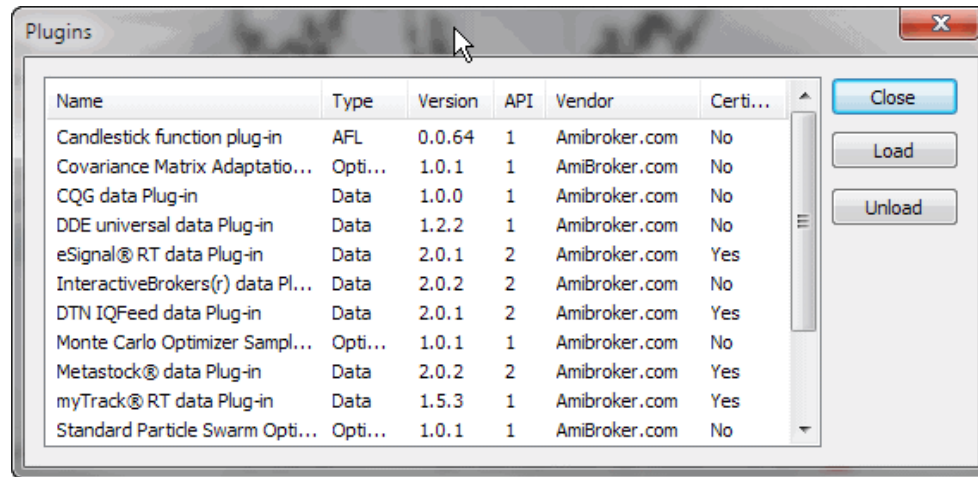 Plugins
Name Type Version API Vendor Certi...
Candlestick function plug-in AFL 0.0.64 1 Amibroker.com No
Covariance Matrix Adaptatio... Opti... 1.0.1 1 AmiBroker.com No
CQG data Plug-in Data 1.0.0 1 Amibroker.com No
DDE universal data Plug-in Data 1.2.2 1 Amibroker.com No
eSignal® RT data Plug-in Data 2.0.1 2 Amibroker.com Yes
InteractiveBrokers(r) data Pl... Data 2.0.2 2 Amibroker.com No
DTN IQFeed data Plug-in Data 2.0.1 2 Amibroker.com Yes
Monte Carlo Optimizer Sampl... Opti... 1.0.1 1 Amibroker.com No
Metastock® data Plug-in Data 2.0.2 2 Amibroker.com Yes
myTrack® RT data Plug-in Data 1.5.3 1 Amibroker.com Yes
Standard Particle Swarm Opti... Opti... 1.0.1 1 AmiBroker.com No
Close
Load
Unload